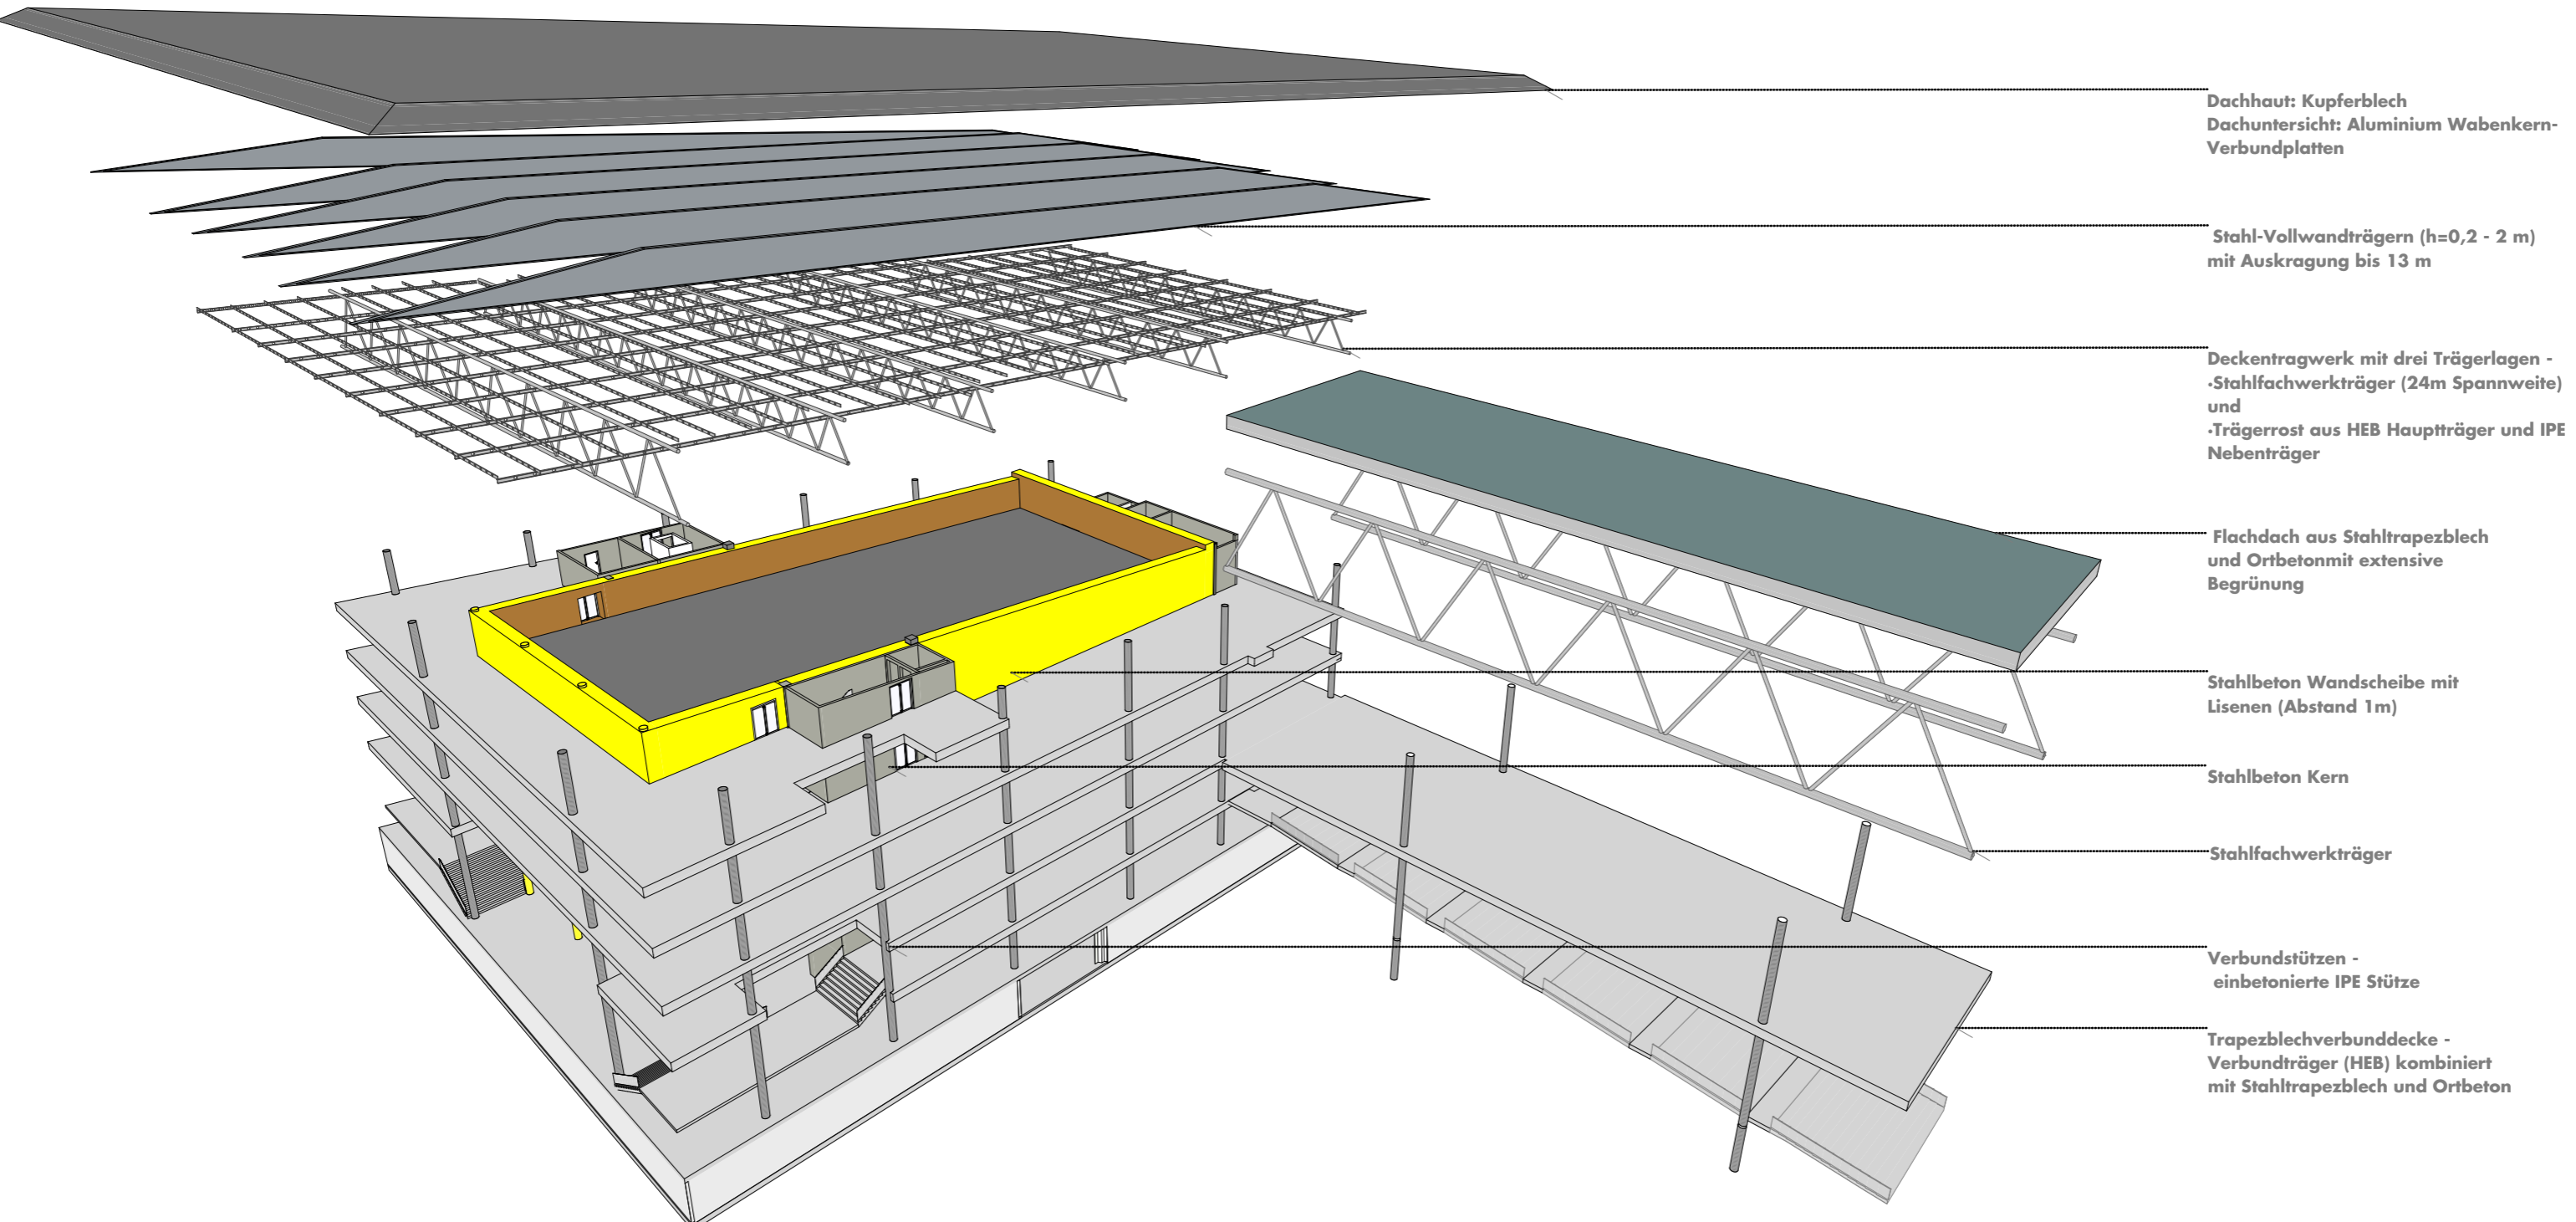 Dachhaut: Kupferblech
Dachuntersicht: Aluminium Wabenkern-
Verbundplatten
Stahl-Vollwandträgern (h=0,2 - 2 m)
mit Auskragung bis 13 m
Deckentragwerk mit drei Trägerlagen -
·Stahlfachwerkträger (24m Spannweite)
und
·Trägerrost aus HEB Hauptträger und IPE
Nebenträger
Flachdach aus Stahltrapezblech
und Ortbetonmit extensive
Begrünung
Stahlbeton Wandscheibe mit
Lisenen (Abstand 1m)
Stahlbeton Kern
Stahlfachwerkträger
Verbundstützen -
einbetonierte IPE Stütze
Trapezblechverbunddecke -
Verbundträger (HEB) kombiniert
mit Stahltrapezblech und Ortbeton